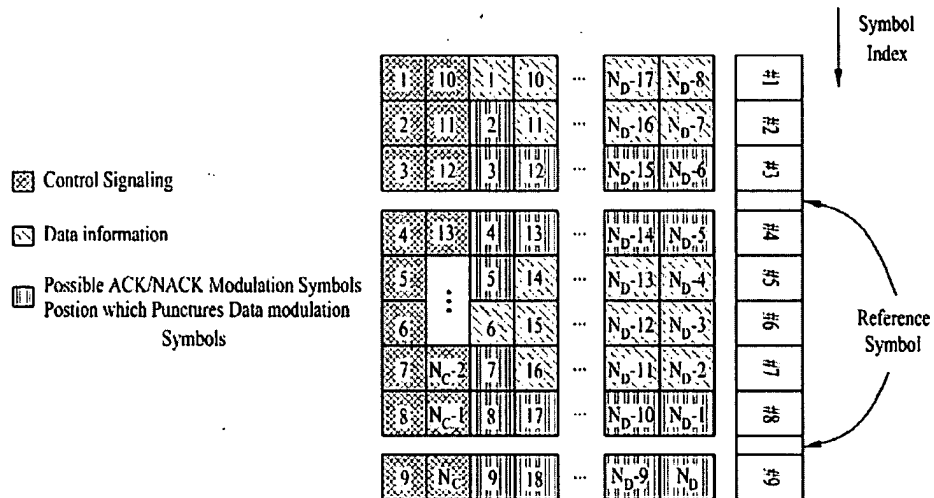 Symbol
Index
1 10 1 10 ... N_D-17 N_D-8 #1
2 11 2 11 ... N_D-16 N_D-7 #2
3 12 3 12 ... N_D-15 N_D-6 #3
Control Signaling
4 13 4 13 ... N_D-14 N_D-5 #4
Data information
5 5 14 ... N_D-13 N_D-4 #5
Possible ACK/NACK Modulation Symbols
Postion which Punctures Data modulation
Symbols
6 ⋮ 6 15 ... N_D-12 N_D-3 #6
Reference
Symbol
7 N_C-2 7 16 ... N_D-11 N_D-2 #7
8 N_C-1 8 17 ... N_D-10 N_D-1 #8
9 N_C 9 18 ... N_D-9 N_D #9